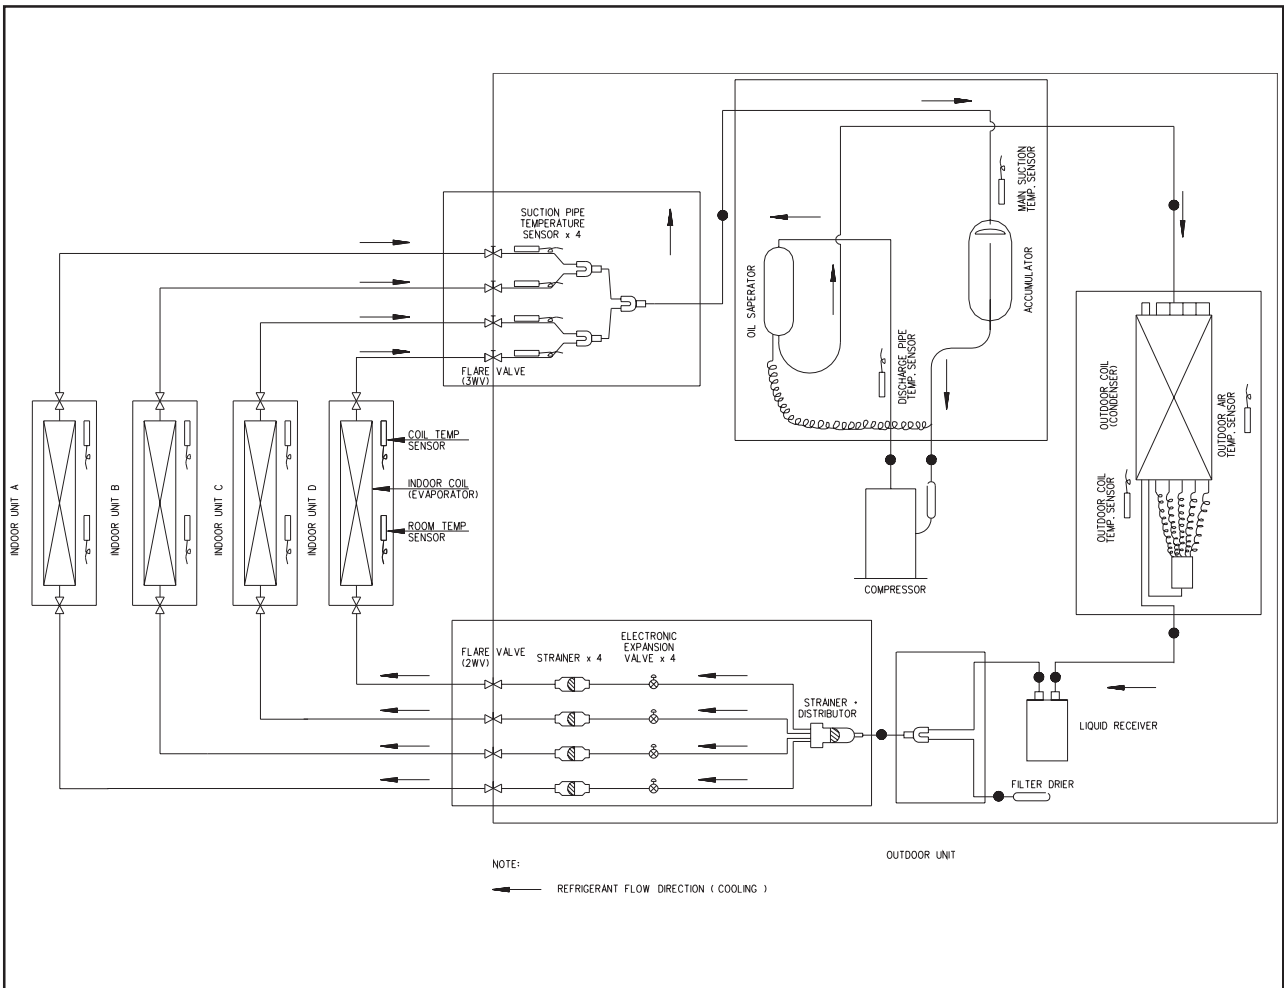 MAIN SUCTION
TEMP. SENSOR
SUCTION PIPE
TEMPERATURE
SENSOR x 4
OIL SAPERATOR
ACCUMULATOR
DISCHARGE PIPE
TEMP. SENSOR
FLARE VALVE
(3WV)
OUTDOOR COIL
(CONDENSER)
OUTDOOR AIR
TEMP. SENSOR
COIL TEMP
SENSOR
INDOOR COIL
(EVAPORATOR)
ROOM TEMP
SENSOR
INDOOR UNIT A
INDOOR UNIT B
INDOOR UNIT C
INDOOR UNIT D
OUTDOOR COIL
TEMP. SENSOR
COMPRESSOR
FLARE VALVE
(2WV)
STRAINER x 4
ELECTRONIC
EXPANSION
VALVE x 4
STRAINER +
DISTRIBUTOR
LIQUID RECEIVER
FILTER DRIER
OUTDOOR UNIT
NOTE:
REFRIGERANT FLOW DIRECTION ( COOLING )